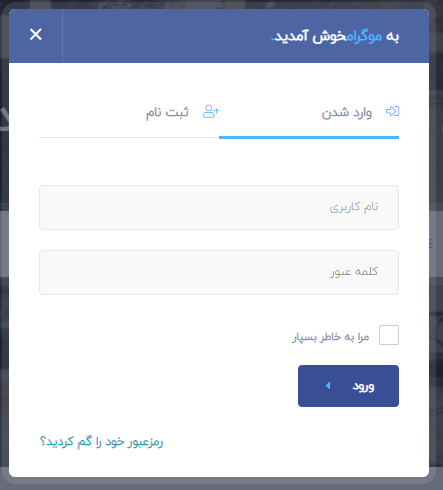 به موگرام‌خوش آمدید.
وارد شدن
ثبت نام
نام کاربری
کلمه عبور
مرا به خاطر بسپار
ورود
رمزعبور خود را گم کردید؟